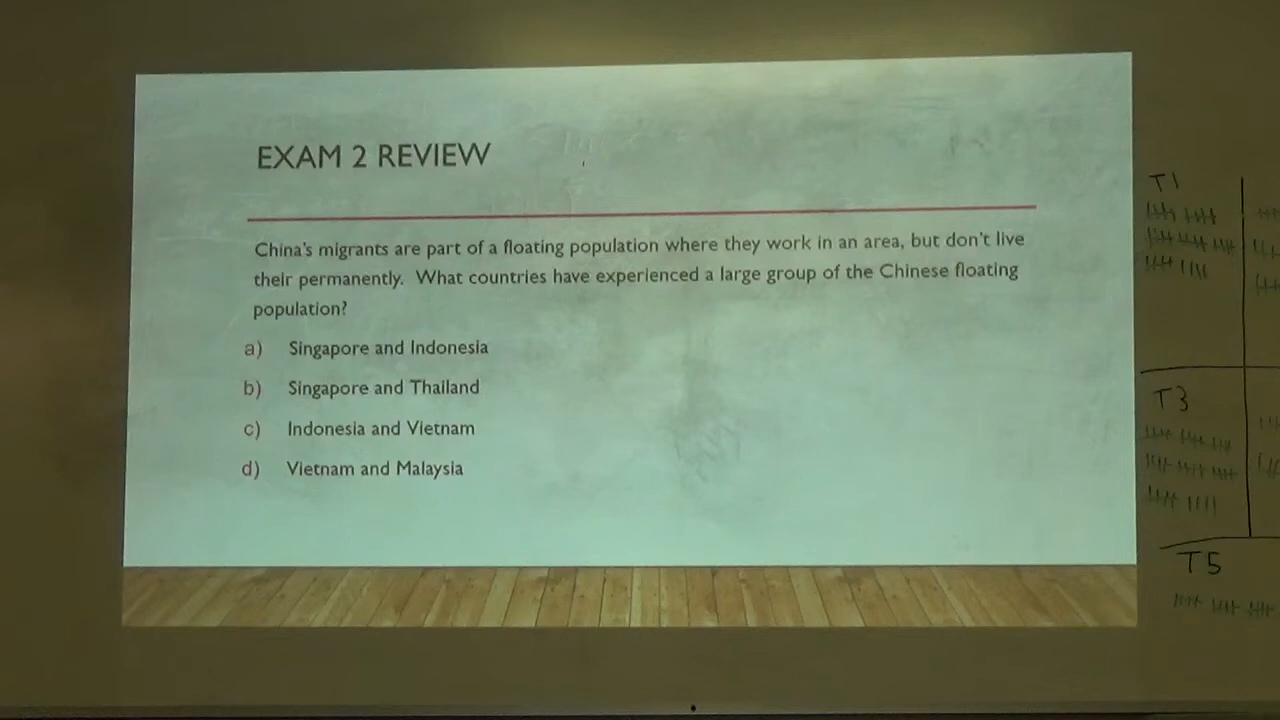 EXAM 2 REVIEW
China's migrants are part of a floating population where they work in an area, but don't live
their permanently. What countries have experienced a large group of the Chinese floating
population?
a) Singapore and Indonesia
b) Singapore and Thailand
c) Indonesia and Vietnam
d) Vietnam and Malaysia
T1
T3
T5